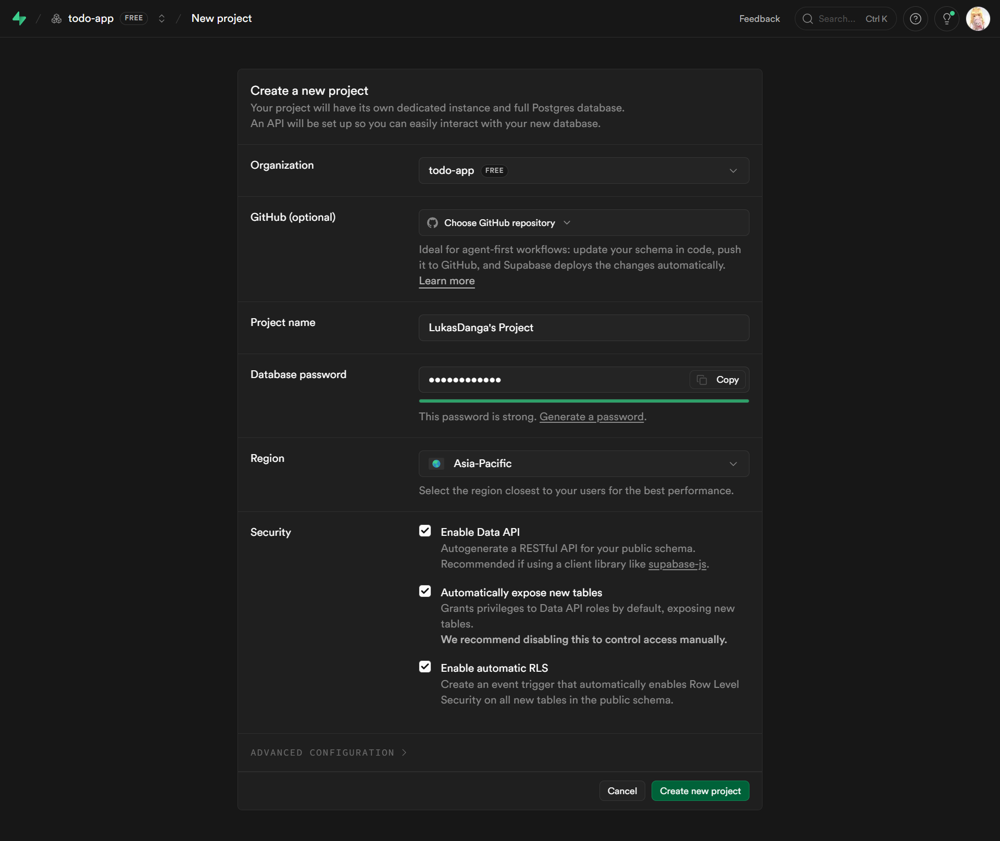 todo-app FREE New project Feedback Search... Ctrl K
Create a new project
Your project will have its own dedicated instance and full Postgres database.
An API will be set up so you can easily interact with your new database.
Organization
todo-app FREE
GitHub (optional)
Choose GitHub repository
Ideal for agent-first workflows: update your schema in code, push
it to GitHub, and Supabase deploys the changes automatically.
Learn more
Project name
LukasDanga's Project
Database password
●●●●●●●●●●●● Copy
This password is strong. Generate a password.
Region
Asia-Pacific
Select the region closest to your users for the best performance.
Security
Enable Data API
Autogenerate a RESTful API for your public schema.
Recommended if using a client library like supabase-js.
Automatically expose new tables
Grants privileges to Data API roles by default, exposing new
tables.
We recommend disabling this to control access manually.
Enable automatic RLS
Create an event trigger that automatically enables Row Level
Security on all new tables in the public schema.
ADVANCED CONFIGURATION
Cancel Create new project